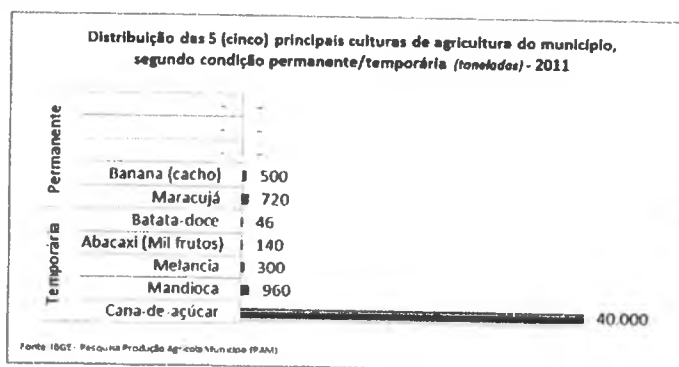 Distribuição das 5 (cinco) principais culturas de agricultura do município,
segundo condição permanente/temporária (toneladas) - 2011
Permanente
- -
- -
- -
Banana (cacho) 500
Maracujá 720
Temporária
Batata-doce 46
Abacaxi (Mil frutos) 140
Melancia 300
Mandioca 960
Cana-de-açúcar 40.000
Fonte: IBGE - Pesquisa Produção Agrícola Municipal (PAM)